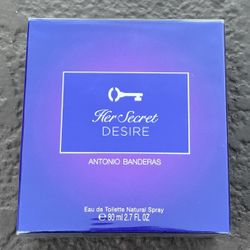 Her Secret
DESIRE
ANTONIO BANDERAS
Eau de Toilette Natural Spray
℮ 80 ml 2.7 FL OZ